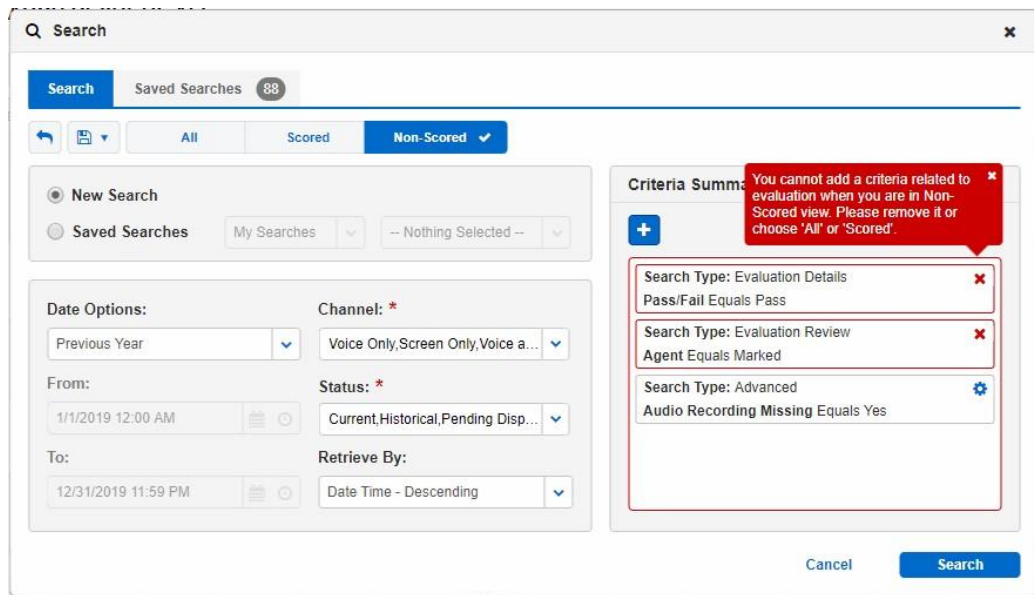 Search
Search
Saved Searches 88
All
Scored
Non-Scored
New Search
Saved Searches
My Searches
-- Nothing Selected --
Date Options:
Previous Year
From:
1/1/2019 12:00 AM
To:
12/31/2019 11:59 PM
Channel: *
Voice Only,Screen Only,Voice a...
Status: *
Current,Historical,Pending Disp...
Retrieve By:
Date Time - Descending
Criteria Summa
You cannot add a criteria related to
evaluation when you are in Non-
Scored view. Please remove it or
choose 'All' or 'Scored'.
Search Type: Evaluation Details
Pass/Fail Equals Pass
Search Type: Evaluation Review
Agent Equals Marked
Search Type: Advanced
Audio Recording Missing Equals Yes
Cancel
Search